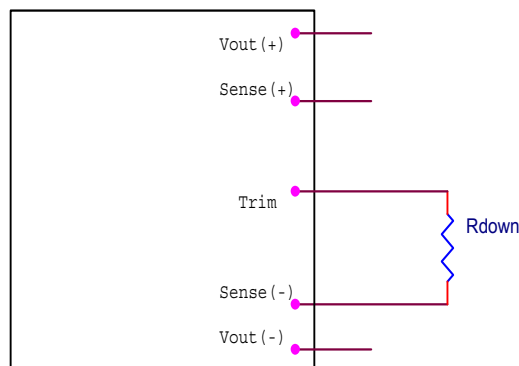 Vout(+)
Sense(+)
Trim
Rdown
Sense(-)
Vout(-)